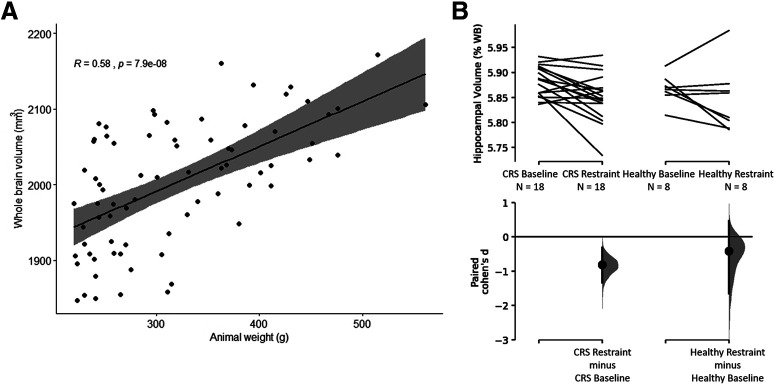 A
R = 0.58 , p = 7.9e-08
Whole brain volume (mm³)
2200
2100
2000
1900
300
400
500
Animal weight (g)
B
Hippocampal Volume (% WB)
5.95
5.90
5.85
5.80
5.75
CRS Baseline
N = 18
CRS Restraint
N = 18
Healthy Baseline
N = 8
Healthy Restraint
N = 8
Paired
cohen's d
1
0
−1
−2
−3
CRS Restraint
minus
CRS Baseline
Healthy Restraint
minus
Healthy Baseline